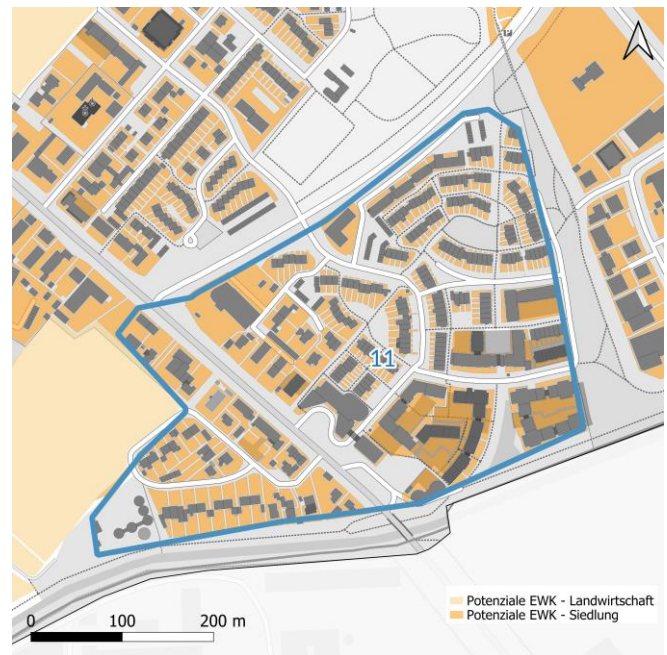 11
Potenziale EWK - Landwirtschaft
Potenziale EWK - Siedlung
0 100 200 m